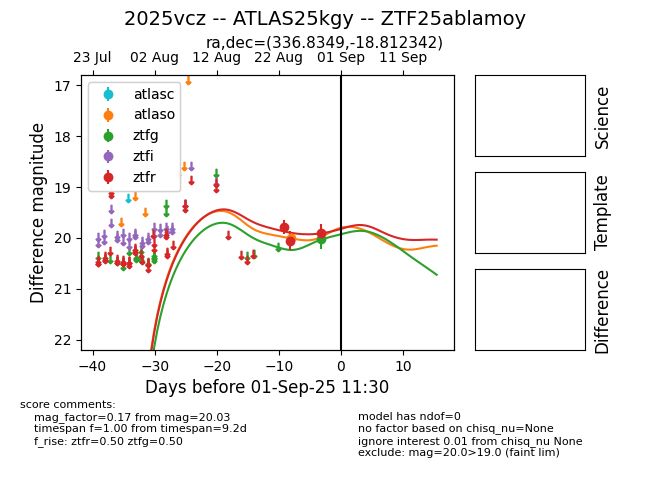 2025vcz -- ATLAS25kgy -- ZTF25ablamoy
ra,dec=(336.8349,-18.812342)
23 Jul 02 Aug 12 Aug 22 Aug 01 Sep 11 Sep
17
18
19
20
21
22
Difference magnitude
atlasc
atlaso
ztfg
ztfi
ztfr
−40 −30 −20 −10 0 10
Days before 01-Sep-25 11:30
Science
Template
Difference
score comments:
mag_factor=0.17 from mag=20.03
timespan f=1.00 from timespan=9.2d
f_rise: ztfr=0.50 ztfg=0.50
model has ndof=0
no factor based on chisq_nu=None
ignore interest 0.01 from chisq_nu None
exclude: mag=20.0>19.0 (faint lim)